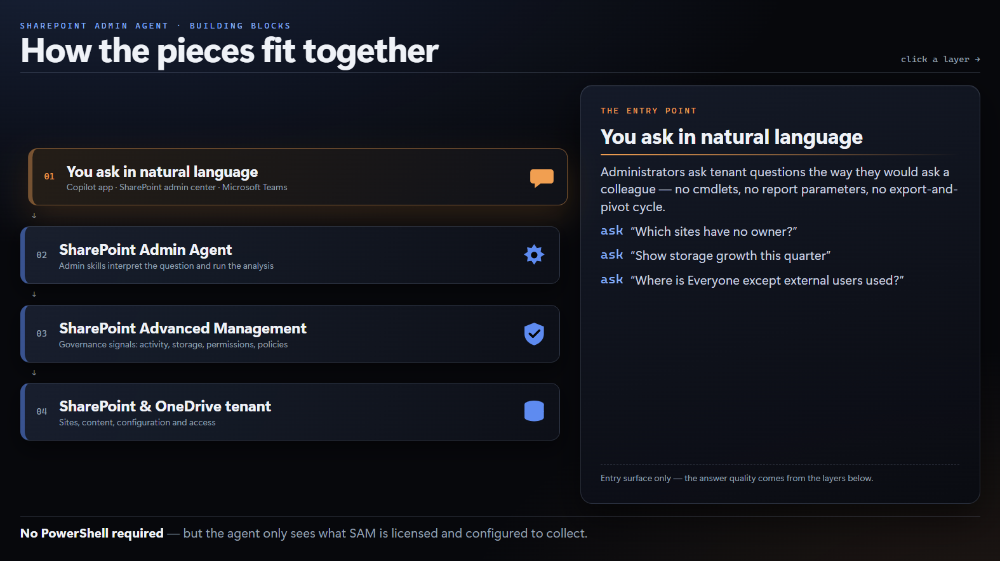 SHAREPOINT ADMIN AGENT · BUILDING BLOCKS
How the pieces fit together
click a layer →
01
You ask in natural language
Copilot app · SharePoint admin center · Microsoft Teams
↓
02
SharePoint Admin Agent
Admin skills interpret the question and run the analysis
↓
03
SharePoint Advanced Management
Governance signals: activity, storage, permissions, policies
↓
04
SharePoint & OneDrive tenant
Sites, content, configuration and access
THE ENTRY POINT
You ask in natural language
Administrators ask tenant questions the way they would ask a
colleague — no cmdlets, no report parameters, no export-and-
pivot cycle.
ask “Which sites have no owner?”
ask “Show storage growth this quarter”
ask “Where is Everyone except external users used?”
Entry surface only — the answer quality comes from the layers below.
No PowerShell required — but the agent only sees what SAM is licensed and configured to collect.